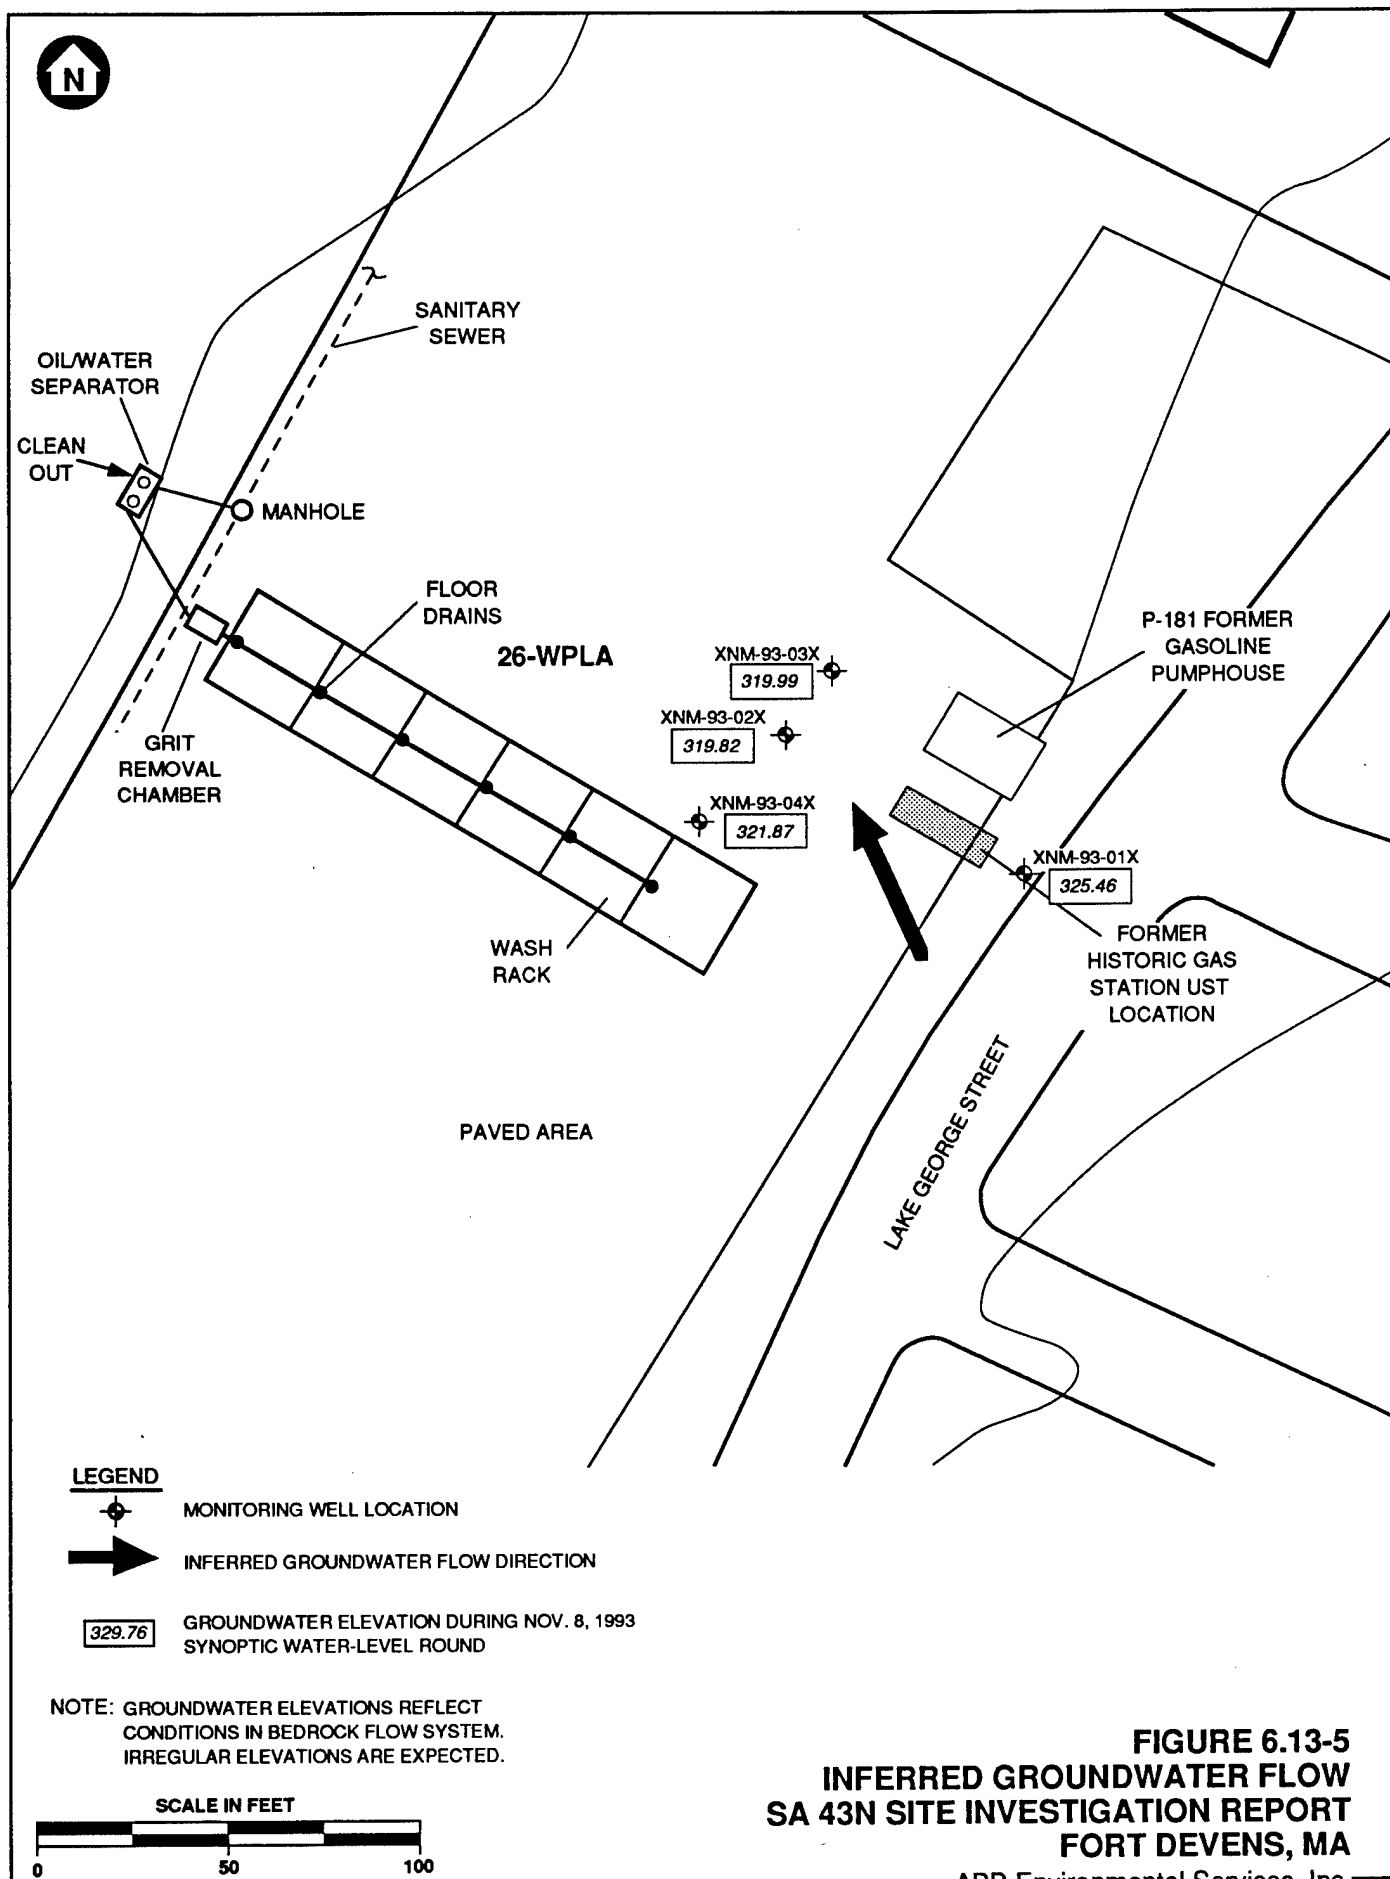 N
SANITARY
SEWER
OIL/WATER
SEPARATOR
CLEAN
OUT
MANHOLE
FLOOR
DRAINS
26-WPLA
P-181 FORMER
GASOLINE
PUMPHOUSE
XNM-93-03X
319.99
XNM-93-02X
319.82
GRIT
REMOVAL
CHAMBER
XNM-93-04X
321.87
XNM-93-01X
325.46
WASH
RACK
FORMER
HISTORIC GAS
STATION UST
LOCATION
LAKE GEORGE STREET
PAVED AREA
LEGEND
MONITORING WELL LOCATION
INFERRED GROUNDWATER FLOW DIRECTION
329.76
GROUNDWATER ELEVATION DURING NOV. 8, 1993
SYNOPTIC WATER-LEVEL ROUND
NOTE: GROUNDWATER ELEVATIONS REFLECT
CONDITIONS IN BEDROCK FLOW SYSTEM.
IRREGULAR ELEVATIONS ARE EXPECTED.
SCALE IN FEET
0 50 100
FIGURE 6.13-5
INFERRED GROUNDWATER FLOW
SA 43N SITE INVESTIGATION REPORT
FORT DEVENS, MA
Environmental Services, Inc